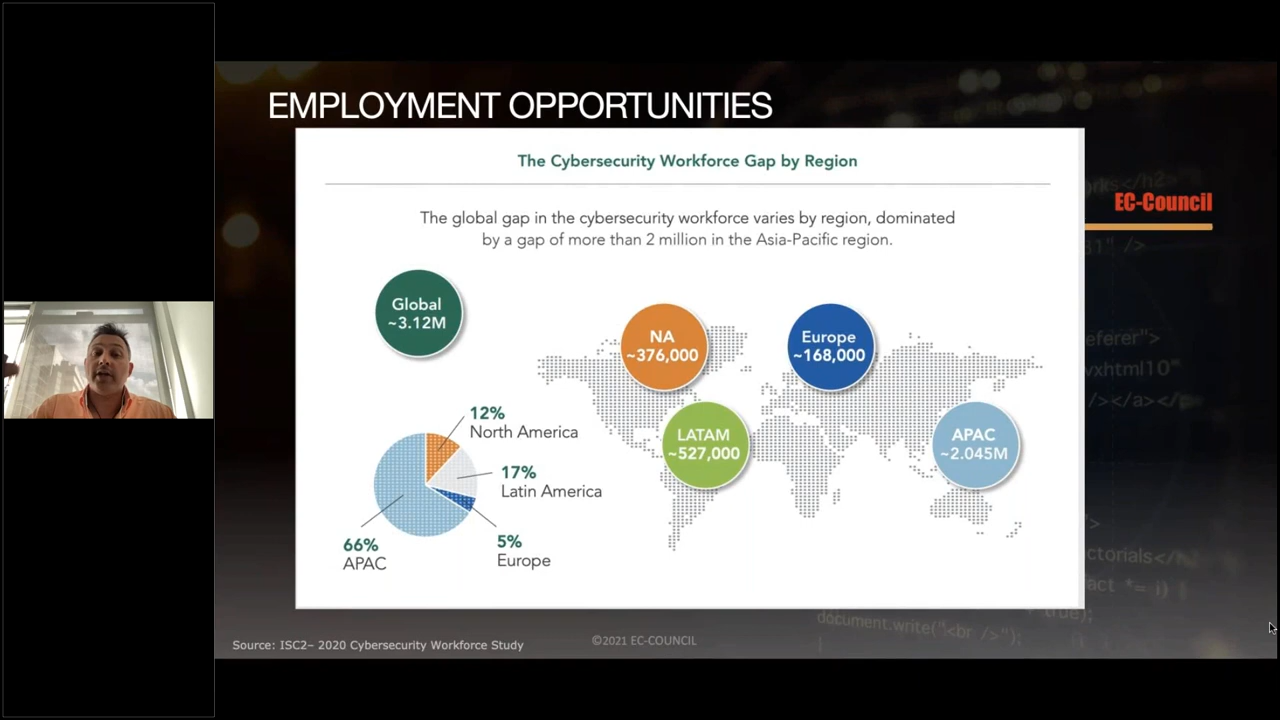 EMPLOYMENT OPPORTUNITIES
The Cybersecurity Workforce Gap by Region
EC-Council
The global gap in the cybersecurity workforce varies by region, dominated
by a gap of more than 2 million in the Asia-Pacific region.
Global
~3.12M
NA
~376,000
Europe
~168,000
LATAM
~527,000
APAC
~2.045M
12%
North America
17%
Latin America
5%
Europe
66%
APAC
Source: ISC2– 2020 Cybersecurity Workforce Study
©2021 EC-COUNCIL
document.write("<br />");